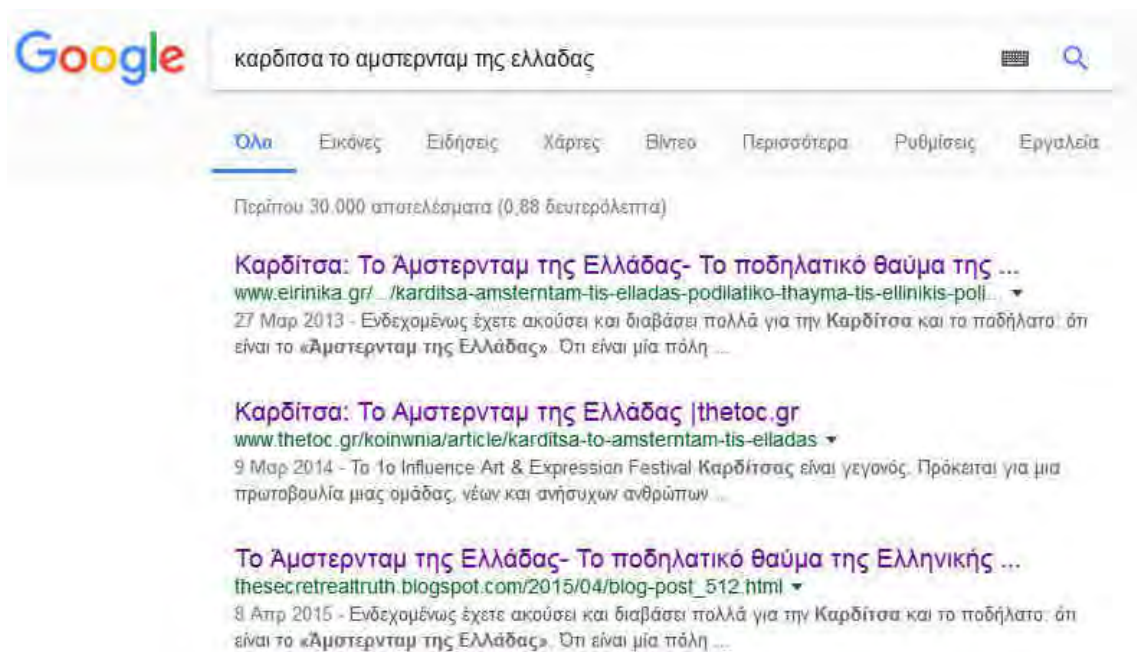 Google
καρδιτσα το αμστερνταμ της ελλαδας
Όλα Εικόνες Ειδήσεις Χάρτες Βίντεο Περισσότερα Ρυθμίσεις Εργαλεία
Περίπου 30.000 αποτελέσματα (0,88 δευτερόλεπτα)
Καρδίτσα: Το Άμστερνταμ της Ελλάδας- Το ποδηλατικό θαύμα της ...
www.eirinika.gr/.../karditsa-amsterntam-tis-elladas-podilatiko-thayma-tis-ellinikis-poli...
27 Μαρ 2013 - Ενδεχομένως έχετε ακούσει και διαβάσει πολλά για την Καρδίτσα και το ποδήλατο: ότι
είναι το «Άμστερνταμ της Ελλάδας». Ότι είναι μία πόλη ...
Καρδίτσα: Το Αμστερνταμ της Ελλάδας |thetoc.gr
www.thetoc.gr/koinwnia/article/karditsa-to-amsterntam-tis-elladas
9 Μαρ 2014 - Το 1ο Influence Art & Expression Festival Καρδίτσας είναι γεγονός. Πρόκειται για μια
πρωτοβουλία μιας ομάδας, νέων και ανήσυχων ανθρώπων ...
Το Άμστερνταμ της Ελλάδας- Το ποδηλατικό θαύμα της Ελληνικής ...
thesecretrealtruth.blogspot.com/2015/04/blog-post_512.html
8 Απρ 2015 - Ενδεχομένως έχετε ακούσει και διαβάσει πολλά για την Καρδίτσα και το ποδήλατο: ότι
είναι το «Άμστερνταμ της Ελλάδας». Ότι είναι μία πόλη ...